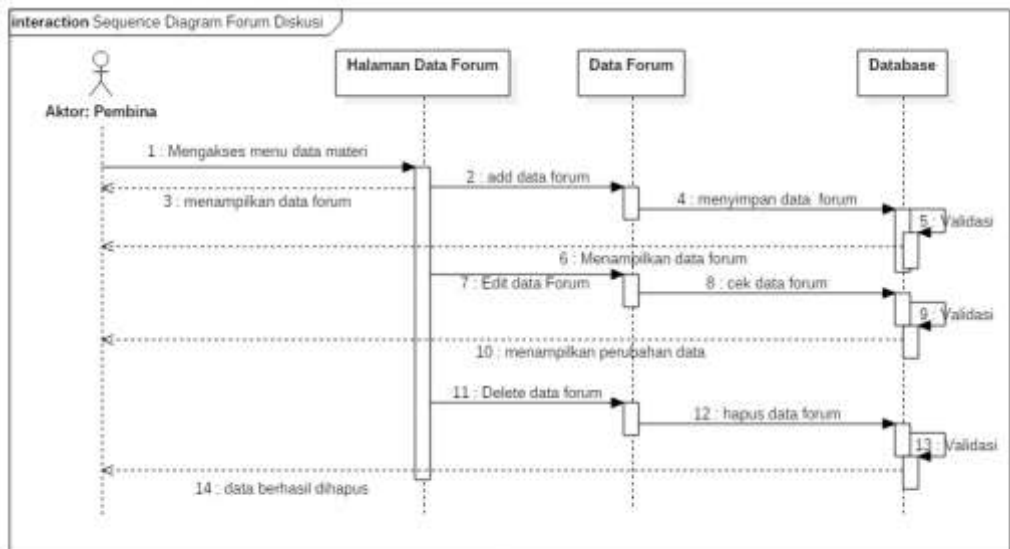 interaction Sequence Diagram Forum Diskusi
Halaman Data Forum
Data Forum
Database
Aktor: Pembina
1 : Mengakses menu data materi
2 : add data forum
3 : menampilkan data forum
4 : menyimpan data forum
5 : Validasi
6 : Menampilkan data forum
7 : Edit data Forum
8 : cek data forum
9 : Validasi
10 : menampilkan perubahan data
11 : Delete data forum
12 : hapus data forum
13 : Validasi
14 : data berhasil dihapus